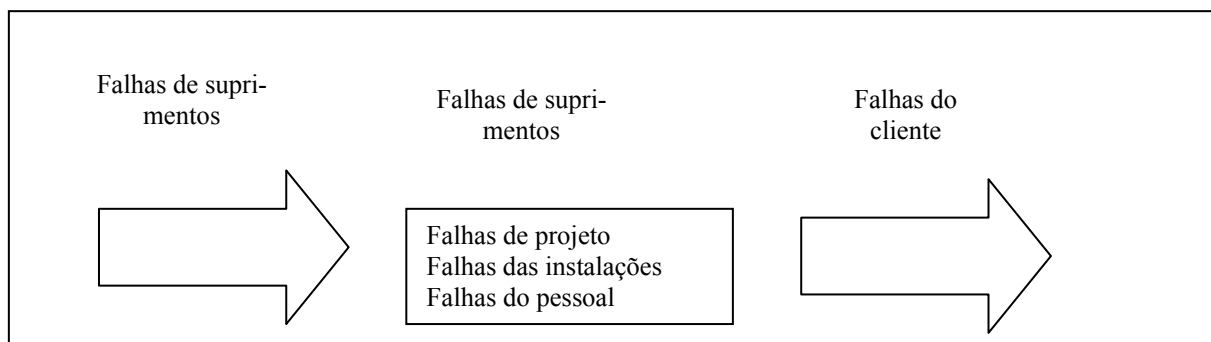 Falhas de supri-
mentos
Falhas de supri-
mentos
Falhas do
cliente
Falhas de projeto
Falhas das instalações
Falhas do pessoal